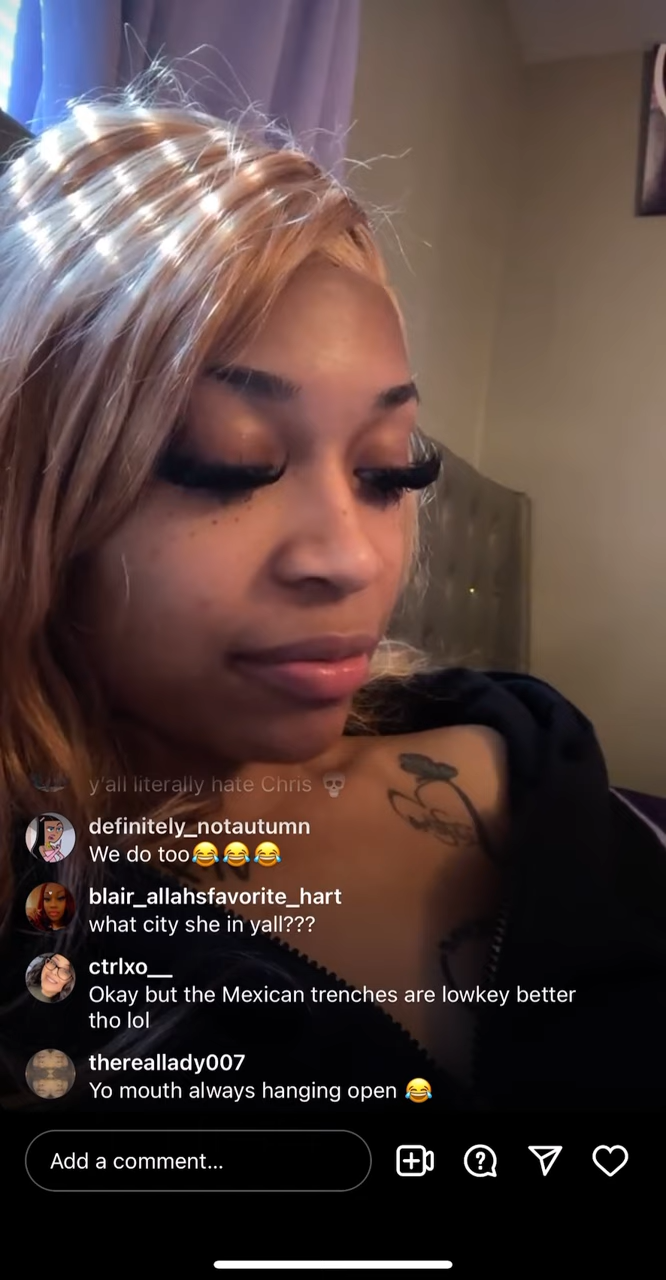 y'all literally hate Chris 💀
definitely_notautumn
We do too😂😂😂
blair_allahsfavorite_hart
what city she in yall???
ctrlxo__
Okay but the Mexican trenches are lowkey better
tho lol
thereallady007
Yo mouth always hanging open 😂
Add a comment...